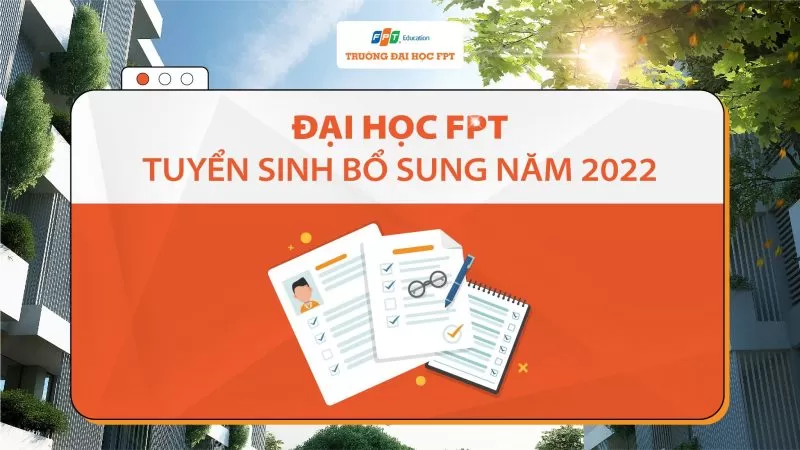 FPT Education
TRƯỜNG ĐẠI HỌC FPT
ĐẠI HỌC FPT
TUYỂN SINH BỔ SUNG NĂM 2022